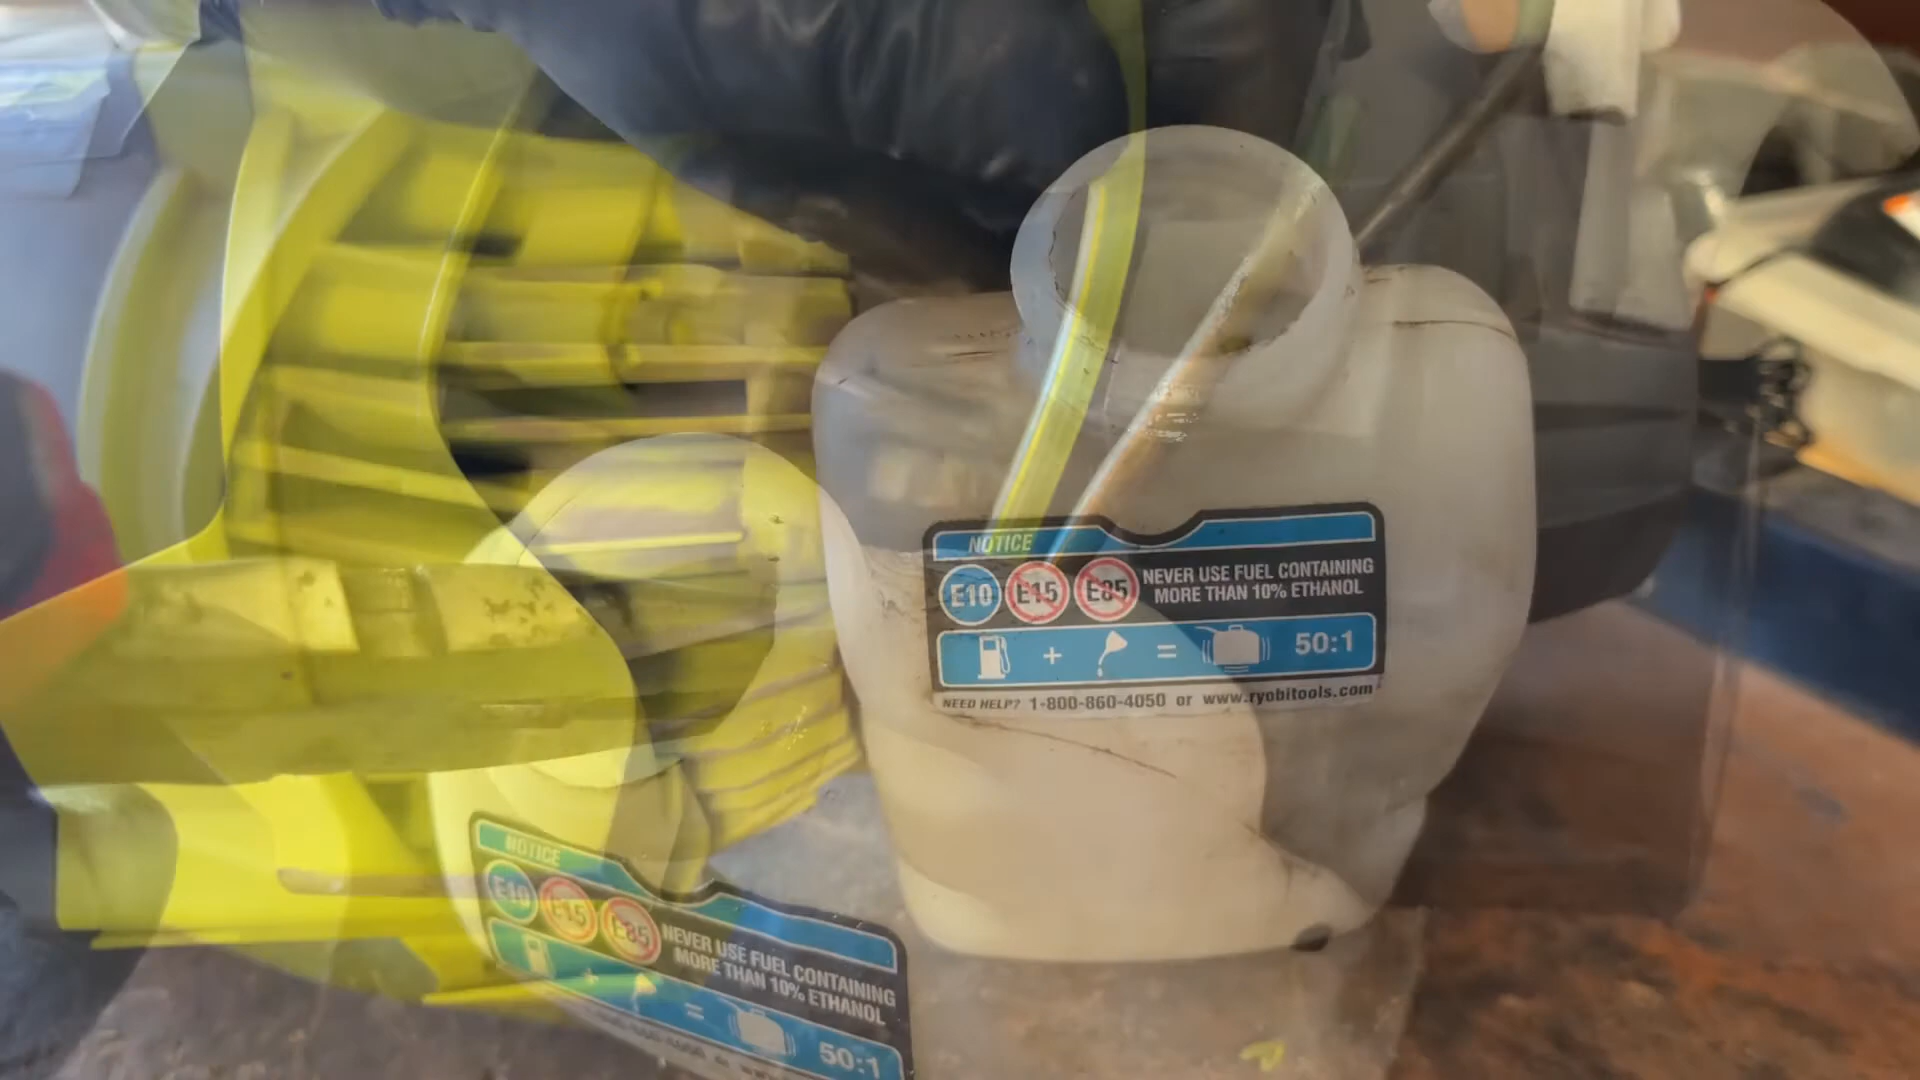 NOTICE
E10 E15 E85 NEVER USE FUEL CONTAINING
MORE THAN 10% ETHANOL
+ = 50:1
NEED HELP? 1-800-860-4050 or www.ryobitools.com
NOTICE
E10 E15 E85 NEVER USE FUEL CONTAINING
MORE THAN 10% ETHANOL
+ = 50:1